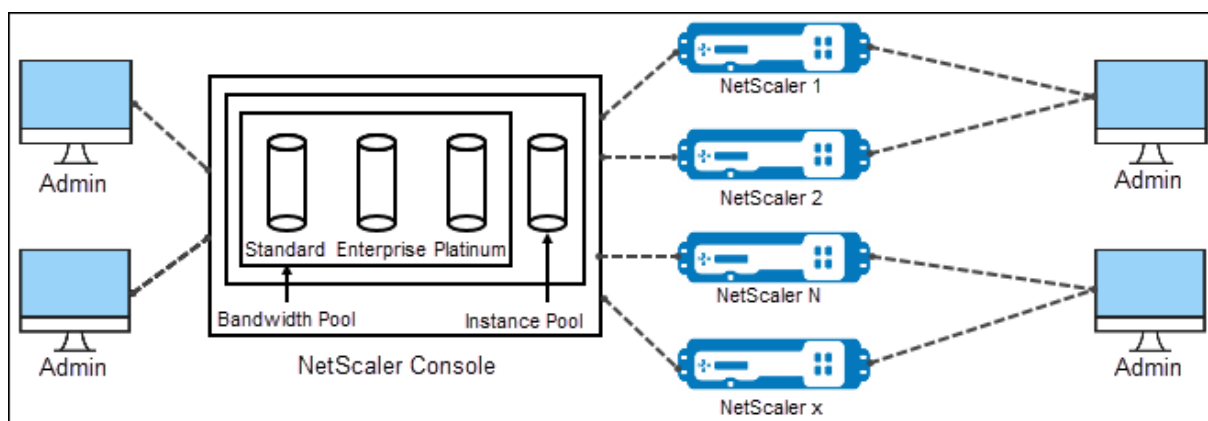 Admin
Admin
Standard Enterprise Platinum
Bandwidth Pool
Instance Pool
NetScaler Console
NetScaler 1
NetScaler 2
NetScaler N
NetScaler x
Admin
Admin